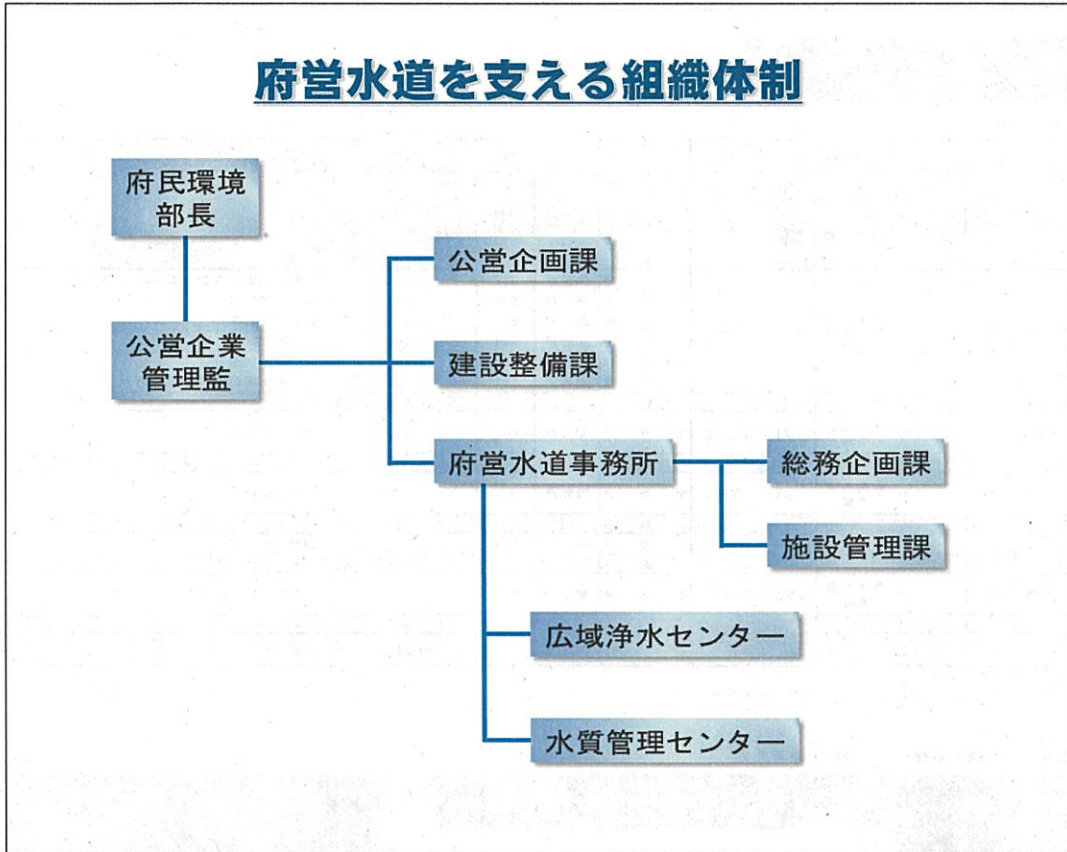 府営水道を支える組織体制
府民環境
部長
公営企業
管理監
公営企画課
建設整備課
府営水道事務所
総務企画課
施設管理課
広域浄水センター
水質管理センター